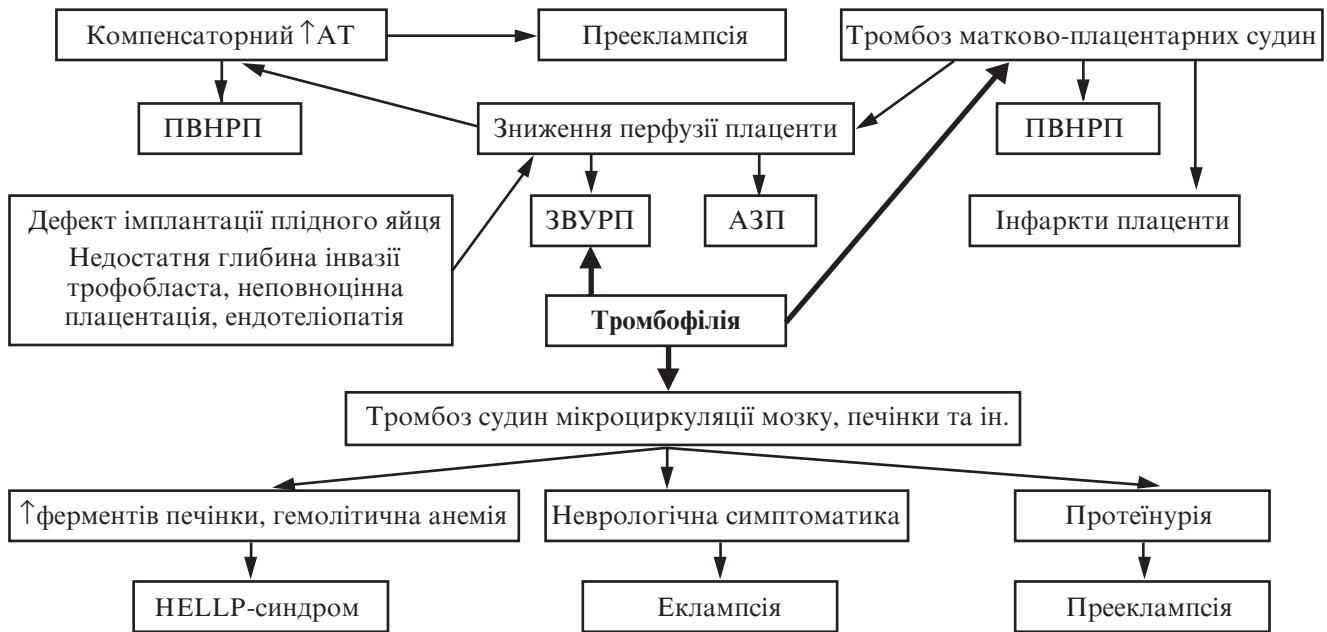 Компенсаторний ↑АТ
Прееклампсія
Тромбоз матково-плацентарних судин
ПВНРП
Зниження перфузії плаценти
ПВНРП
Дефект імплантації плідного яйця
Недостатня глибина інвазії
трофобласта, неповноцінна
плацентація, ендотеліопатія
ЗВУРП
АЗП
Інфаркти плаценти
Тромбофілія
Тромбоз судин мікроциркуляції мозку, печінки та ін.
↑ферментів печінки, гемолітична анемія
Неврологічна симптоматика
Протеїнурія
HELLP-синдром
Еклампсія
Прееклампсія